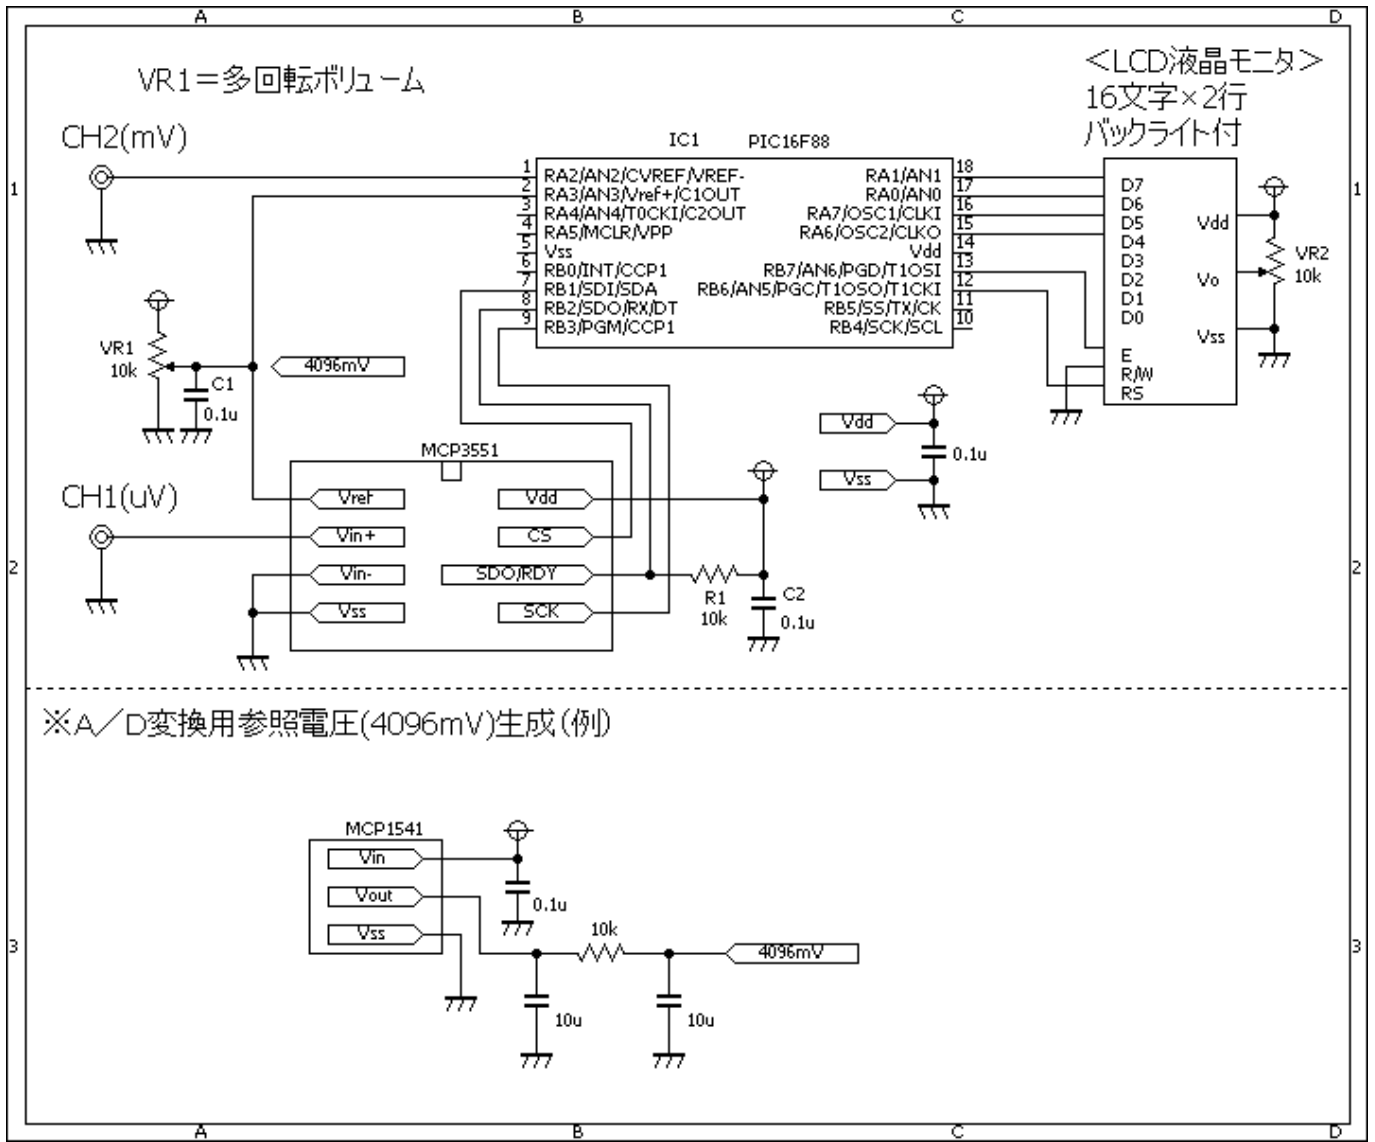 A B C D
VR1=多回転ボリューム
<LCD液晶モニタ>
16文字×2行
バックライト付
CH2(mV)
IC1 PIC16F88
1 1
1 RA2/AN2/CVREF/VREF- RA1/AN1 18
2 RA3/AN3/Vref+/C1OUT RA0/AN0 17
3 RA4/AN4/T0CKI/C2OUT RA7/OSC1/CLKI 16
4 RA5/MCLR/VPP RA6/OSC2/CLKO 15
5 Vss Vdd 14
6 RB0/INT/CCP1 RB7/AN6/PGD/T1OSI 13
7 RB1/SDI/SDA RB6/AN5/PGC/T1OSO/T1CKI 12
8 RB2/SDO/RX/DT RB5/SS/TX/CK 11
9 RB3/PGM/CCP1 RB4/SCK/SCL 10
D7
D6
D5
D4
D3
D2
D1
D0
E
R/W
RS
Vdd
Vo
Vss
VR2
10k
VR1
10k
C1
0.1u
4096mV
Vdd
Vss
0.1u
MCP3551
CH1(uV)
Vref Vdd
Vin+ CS
Vin- SDO/RDY
Vss SCK
R1
10k
C2
0.1u
2 2
※A/D変換用参照電圧(4096mV)生成(例)
MCP1541
Vin
Vout
Vss
0.1u
10k
4096mV
10u 10u
3 3
A B C D